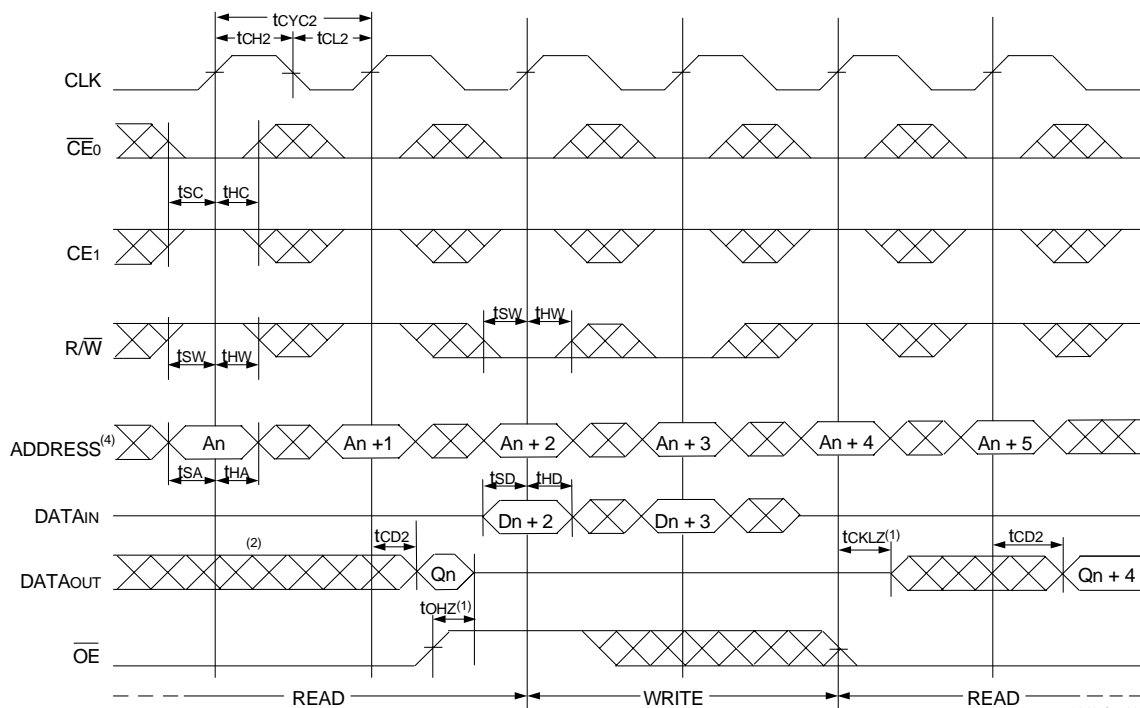 tCYC2
tCH2 tCL2
CLK
CE0
tSC tHC
CE1
tSW tHW
R/W
tSW tHW
ADDRESS(4) An An +1 An + 2 An + 3 An + 4 An + 5
tSA tHA tSD tHD
DATAIN Dn + 2 Dn + 3
tCD2 tCKLZ(1) tCD2
(2)
DATAOUT Qn Qn + 4
tOHZ(1)
OE
READ WRITE READ